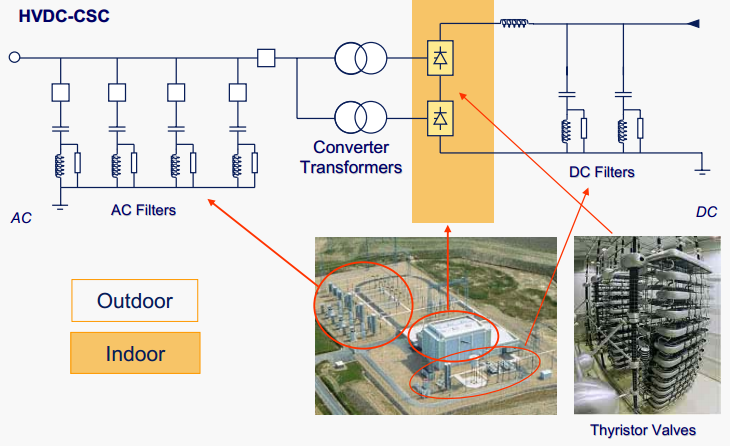 HVDC-CSC
Converter
Transformers
AC Filters
DC Filters
AC
DC
Outdoor
Indoor
Thyristor Valves